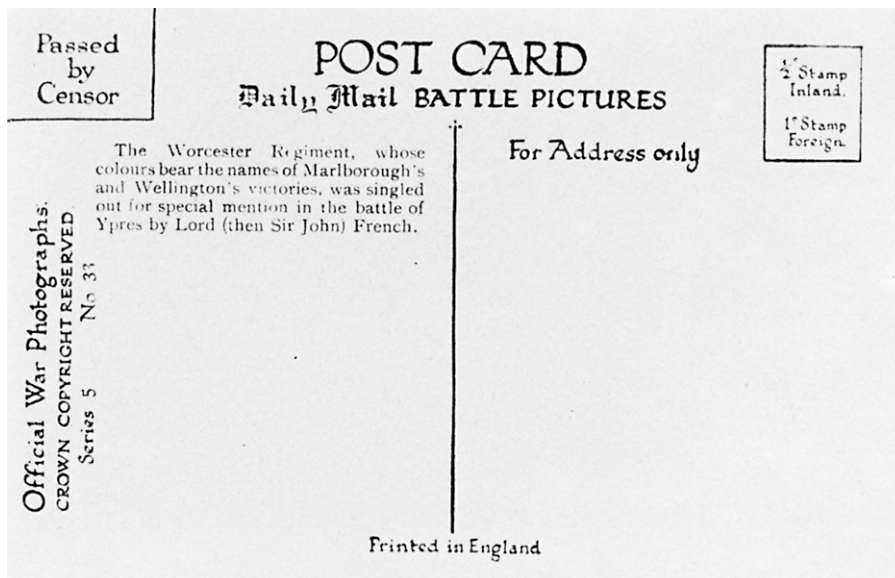 Passed
by
Censor
POST CARD
Daily Mail BATTLE PICTURES
½ᵈ Stamp
Inland.
1ᵈ Stamp
Foreign.
The Worcester Regiment, whose
colours bear the names of Marlborough's
and Wellington's victories, was singled
out for special mention in the battle of
Ypres by Lord (then Sir John) French.
For Address only
Official War Photographs.
CROWN COPYRIGHT RESERVED
Series 5 No 33
Printed in England